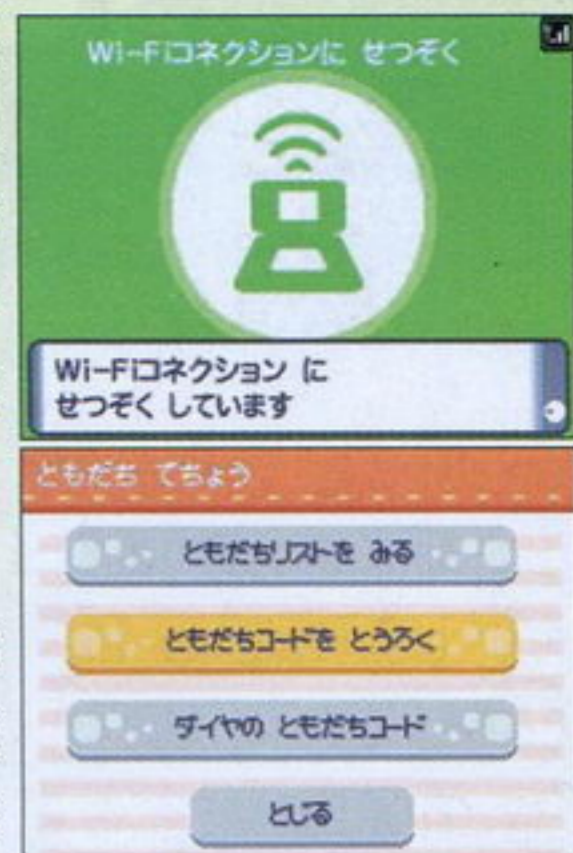 Wi-Fiコネクションに せつぞく
Wi-Fiコネクション に
せつぞく しています
ともだち てちょう
ともだちリストを みる
ともだちコードを とうろく
ダイヤの ともだちコード
とじる